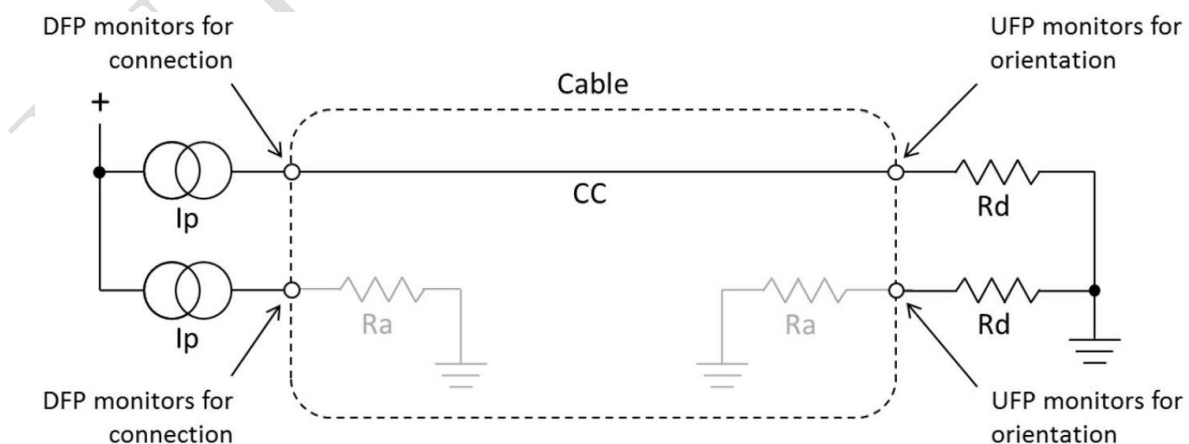 DFP monitors for
connection
UFP monitors for
orientation
Cable
+
CC
Ip
Rd
Ip
Ra
Ra
Rd
DFP monitors for
connection
UFP monitors for
orientation